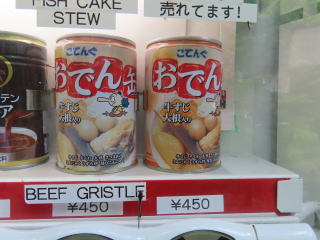 FISH CAKE
STEW
売れてます!
こてんぐ
おでん缶
牛すじ
大根入り
こてんぐ
おでん
牛すじ
大根入り
BEEF GRISTLE
¥450
¥450